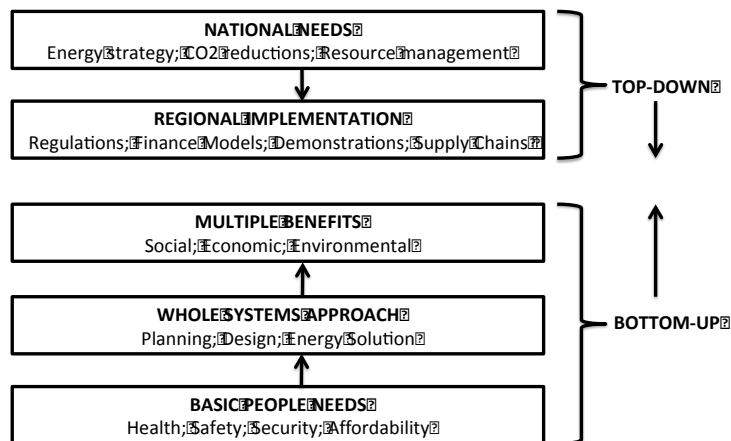 NATIONAL NEEDS
Energy strategy; CO2 reductions; Resource management
TOP-DOWN
REGIONAL IMPLEMENTATION
Regulations; Finance Models; Demonstrations; Supply Chains
MULTIPLE BENEFITS
Social; Economic; Environmental
WHOLE SYSTEMS APPROACH
Planning; Design; Energy Solution
BOTTOM-UP
BASIC PEOPLE NEEDS
Health; Safety; Security; Affordability